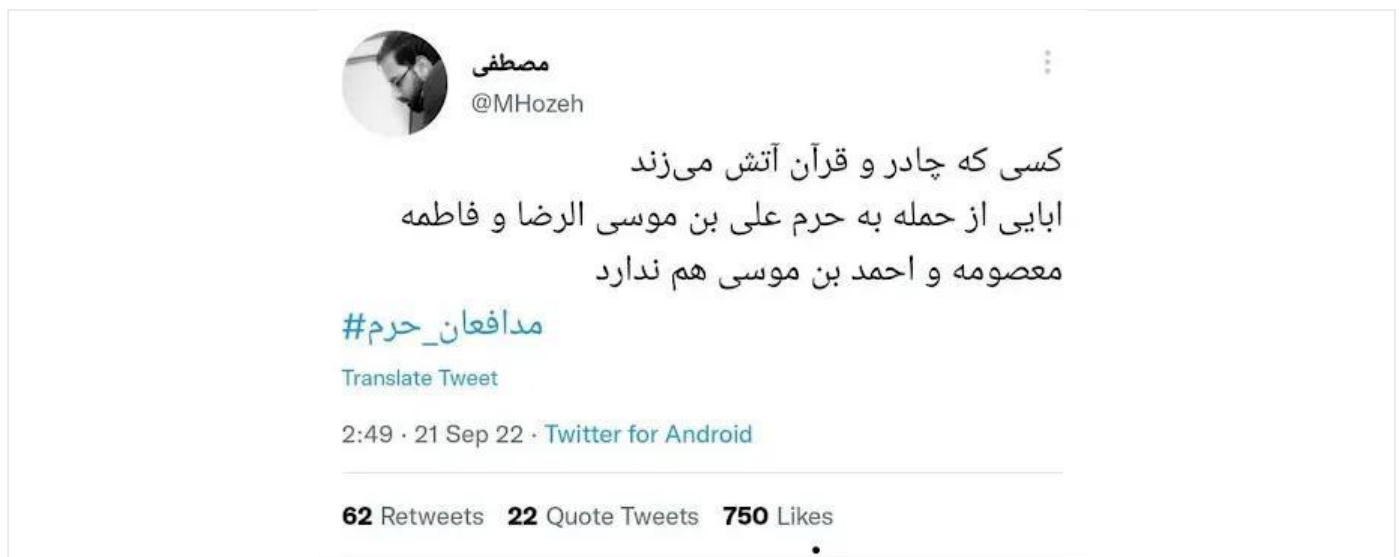 مصطفی
@MHozeh
کسی که چادر و قرآن آتش می‌زند
ابایی از حمله به حرم علی بن موسی الرضا و فاطمه
معصومه و احمد بن موسی هم ندارد
#مدافعان_حرم
Translate Tweet
2:49 · 21 Sep 22 · Twitter for Android
62 Retweets 22 Quote Tweets 750 Likes